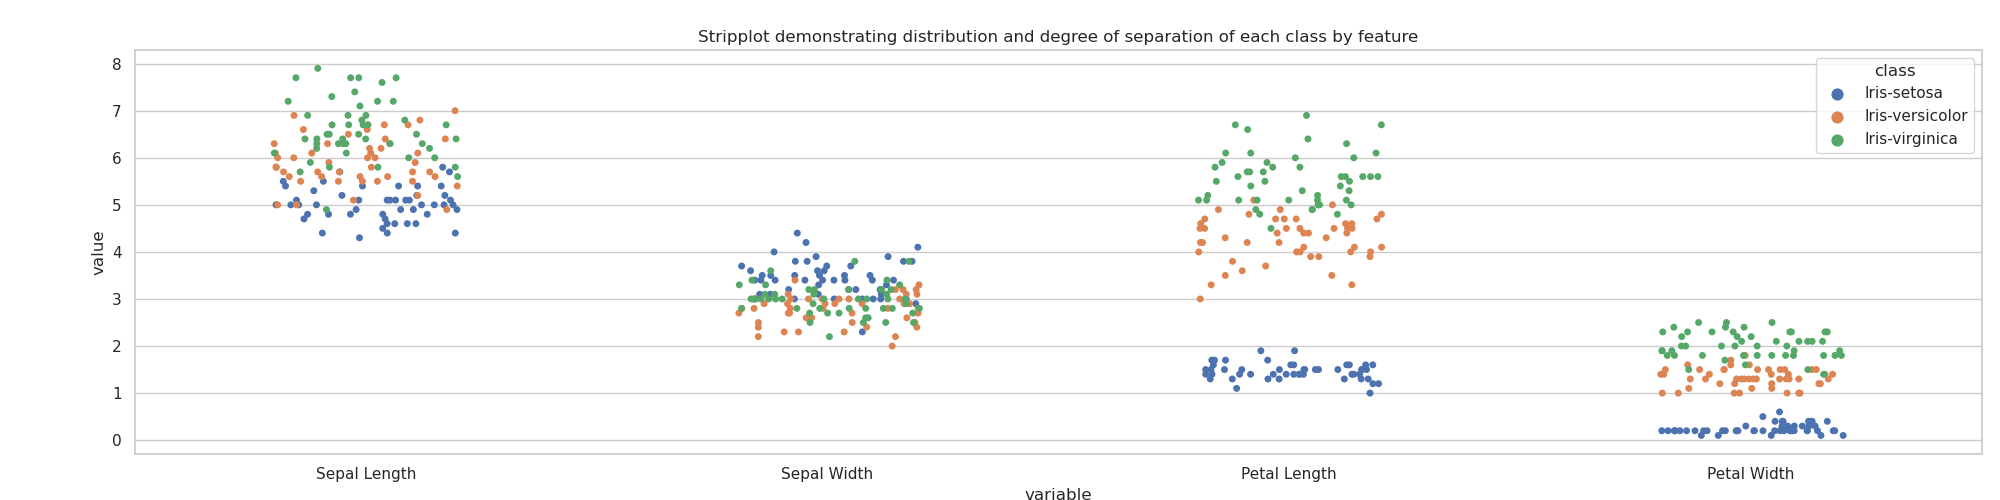 Stripplot demonstrating distribution and degree of separation of each class by feature
8
7
6
5
4
3
2
1
0
value
class
Iris-setosa
Iris-versicolor
Iris-virginica
Sepal Length
Sepal Width
Petal Length
Petal Width
variable